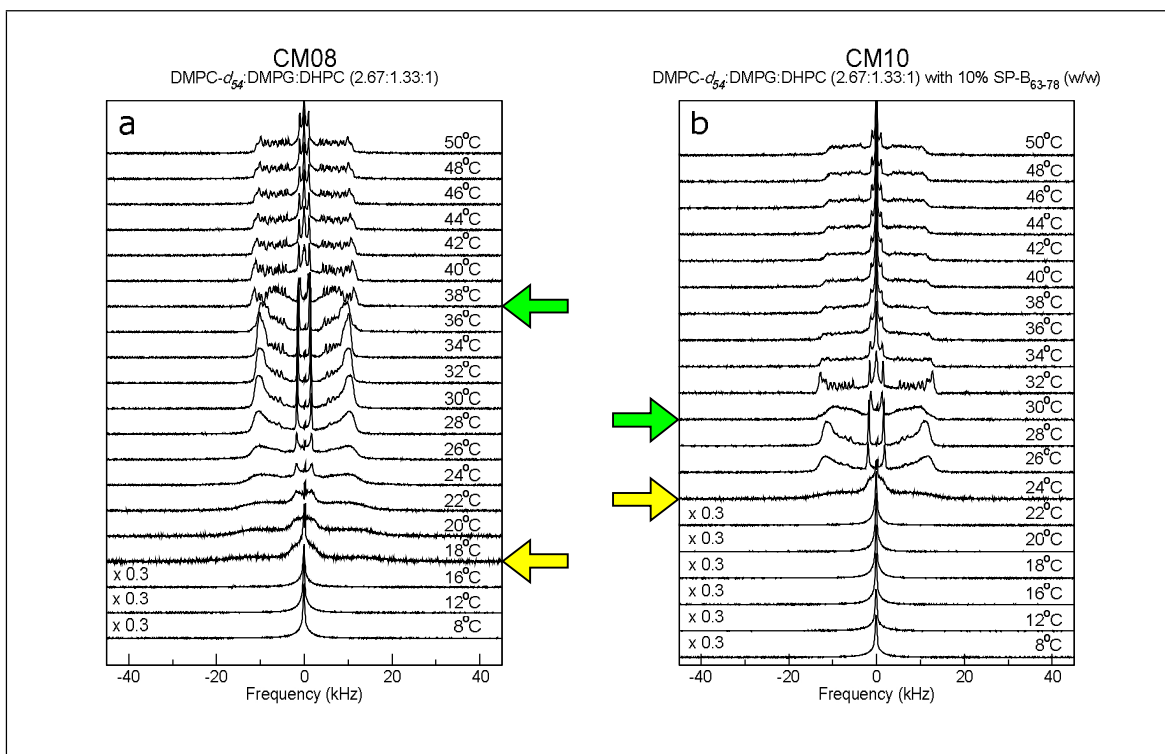 CM08
DMPC-d54:DMPG:DHPC (2.67:1.33:1)
a
50°C
48°C
46°C
44°C
42°C
40°C
38°C
36°C
34°C
32°C
30°C
28°C
26°C
24°C
22°C
20°C
18°C
x 0.3 16°C
x 0.3 12°C
x 0.3 8°C
-40 -20 0 20 40
Frequency (kHz)
CM10
DMPC-d54:DMPG:DHPC (2.67:1.33:1) with 10% SP-B63-78 (w/w)
b
50°C
48°C
46°C
44°C
42°C
40°C
38°C
36°C
34°C
32°C
30°C
28°C
26°C
24°C
x 0.3 22°C
x 0.3 20°C
x 0.3 18°C
x 0.3 16°C
x 0.3 12°C
x 0.3 8°C
-40 -20 0 20 40
Frequency (kHz)